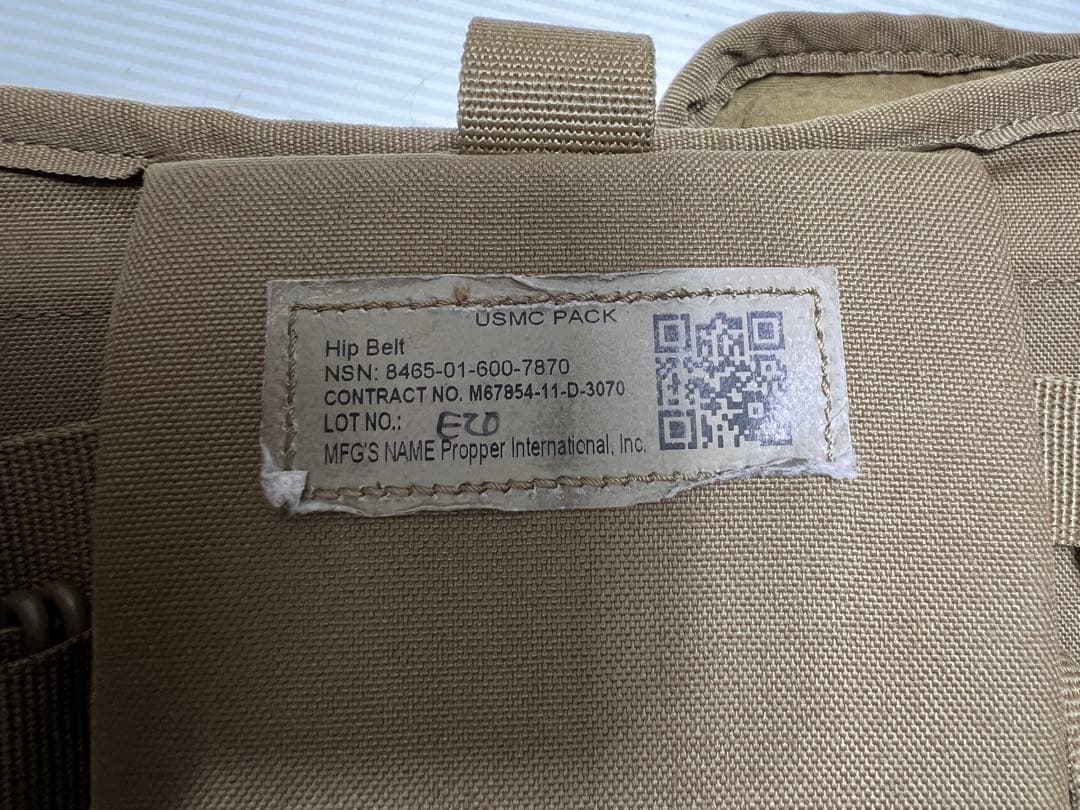 USMC PACK
Hip Belt
NSN: 8465-01-600-7870
CONTRACT NO. M67854-11-D-3070
LOT NO.:
MFG'S NAME Propper International, Inc.